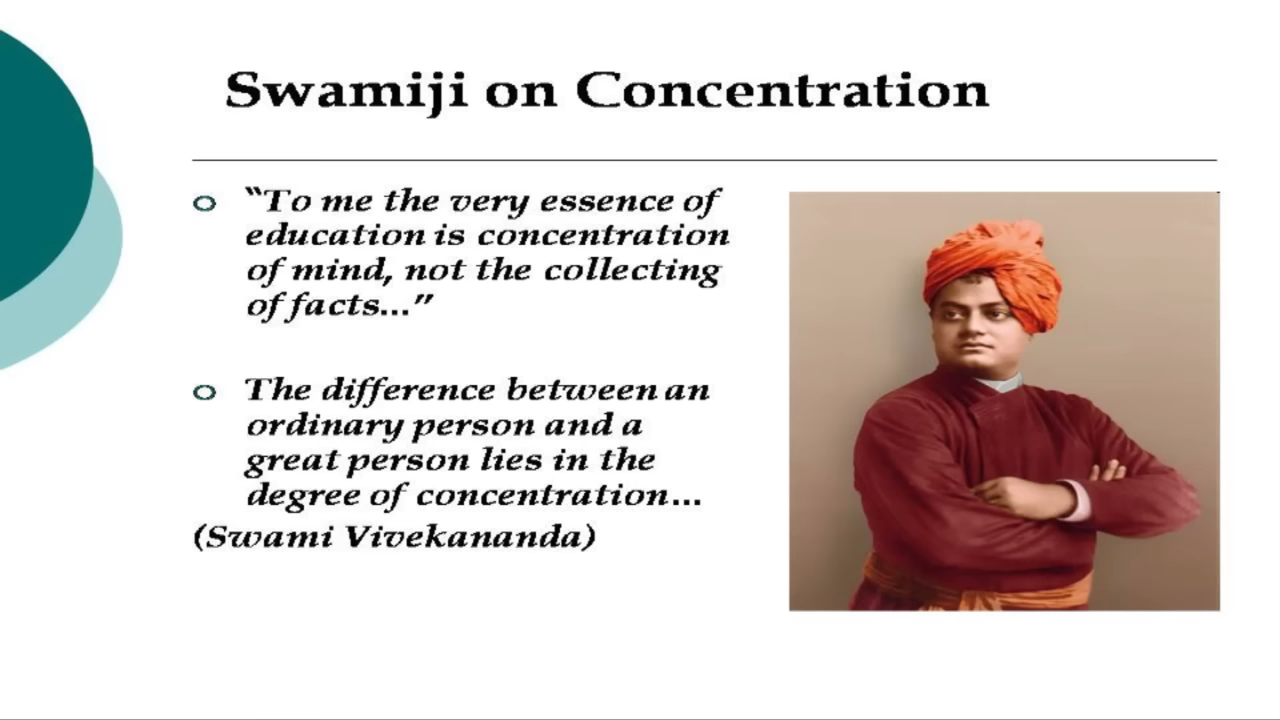 Swamiji on Concentration
“To me the very essence of
education is concentration
of mind, not the collecting
of facts…”
The difference between an
ordinary person and a
great person lies in the
degree of concentration…
(Swami Vivekananda)